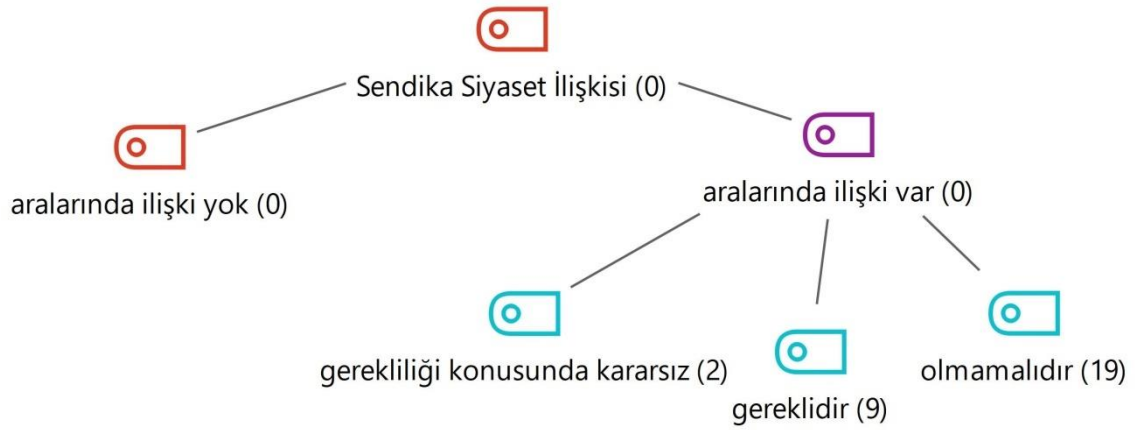 Sendika Siyaset İlişkisi (0)
aralarında ilişki yok (0)
aralarında ilişki var (0)
gerekliliği konusunda kararsız (2)
gereklidir (9)
olmamalıdır (19)